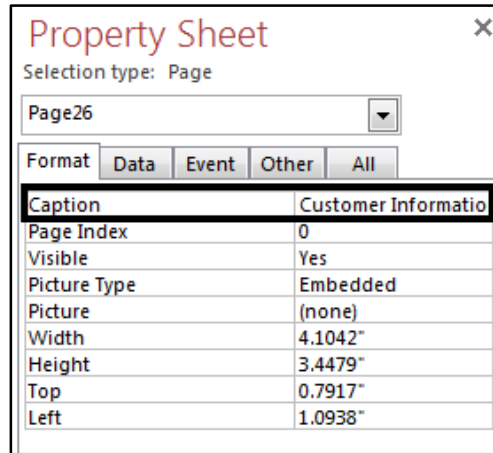 Property Sheet ×
Selection type: Page
Page26
Format Data Event Other All
Caption Customer Informatio
Page Index 0
Visible Yes
Picture Type Embedded
Picture (none)
Width 4.1042"
Height 3.4479"
Top 0.7917"
Left 1.0938"